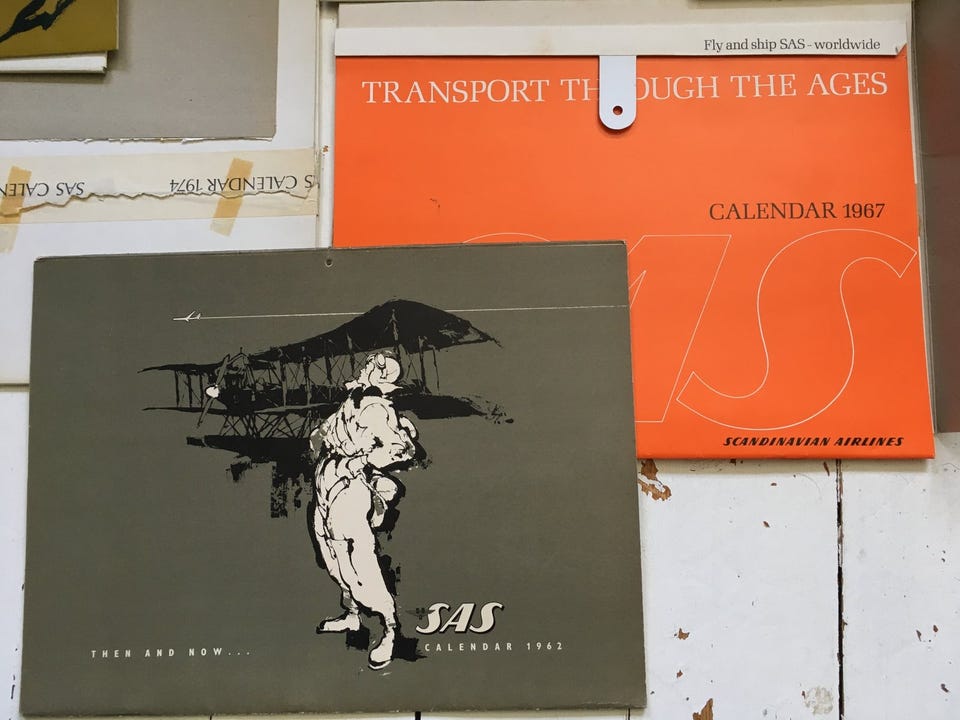 Fly and ship SAS - worldwide
TRANSPORT TH OUGH THE AGES
CALENDAR 1967
SAS
SCANDINAVIAN AIRLINES
SAS CALENDAR 1974
SAS CALEN
THEN AND NOW...
SAS
CALENDAR 1962